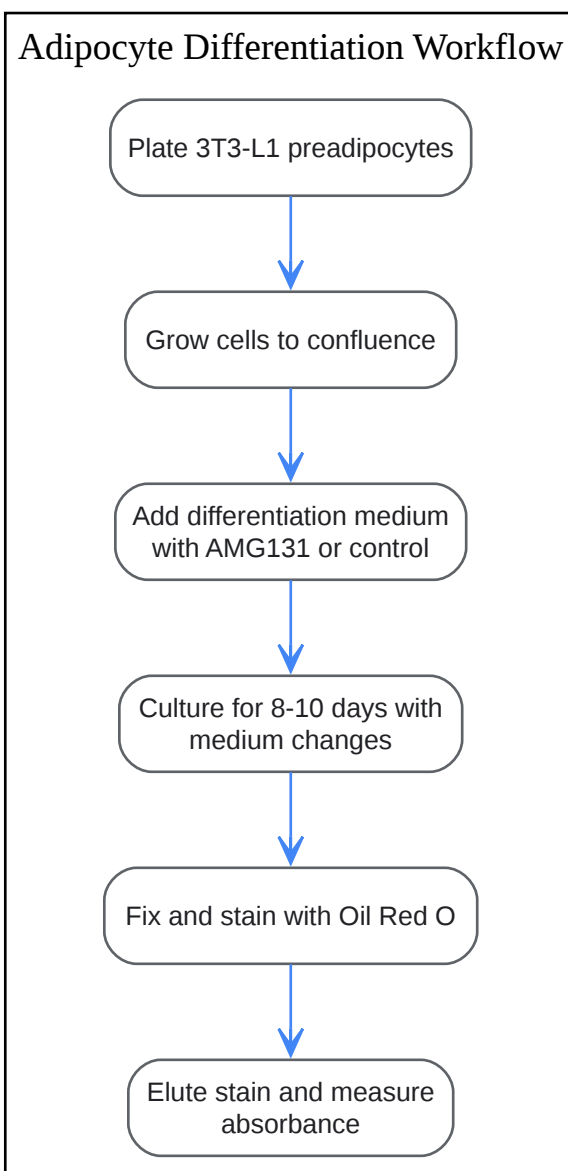 Adipocyte Differentiation Workflow
Plate 3T3-L1 preadipocytes
Grow cells to confluence
Add differentiation medium
with AMG131 or control
Culture for 8-10 days with
medium changes
Fix and stain with Oil Red O
Elute stain and measure
absorbance